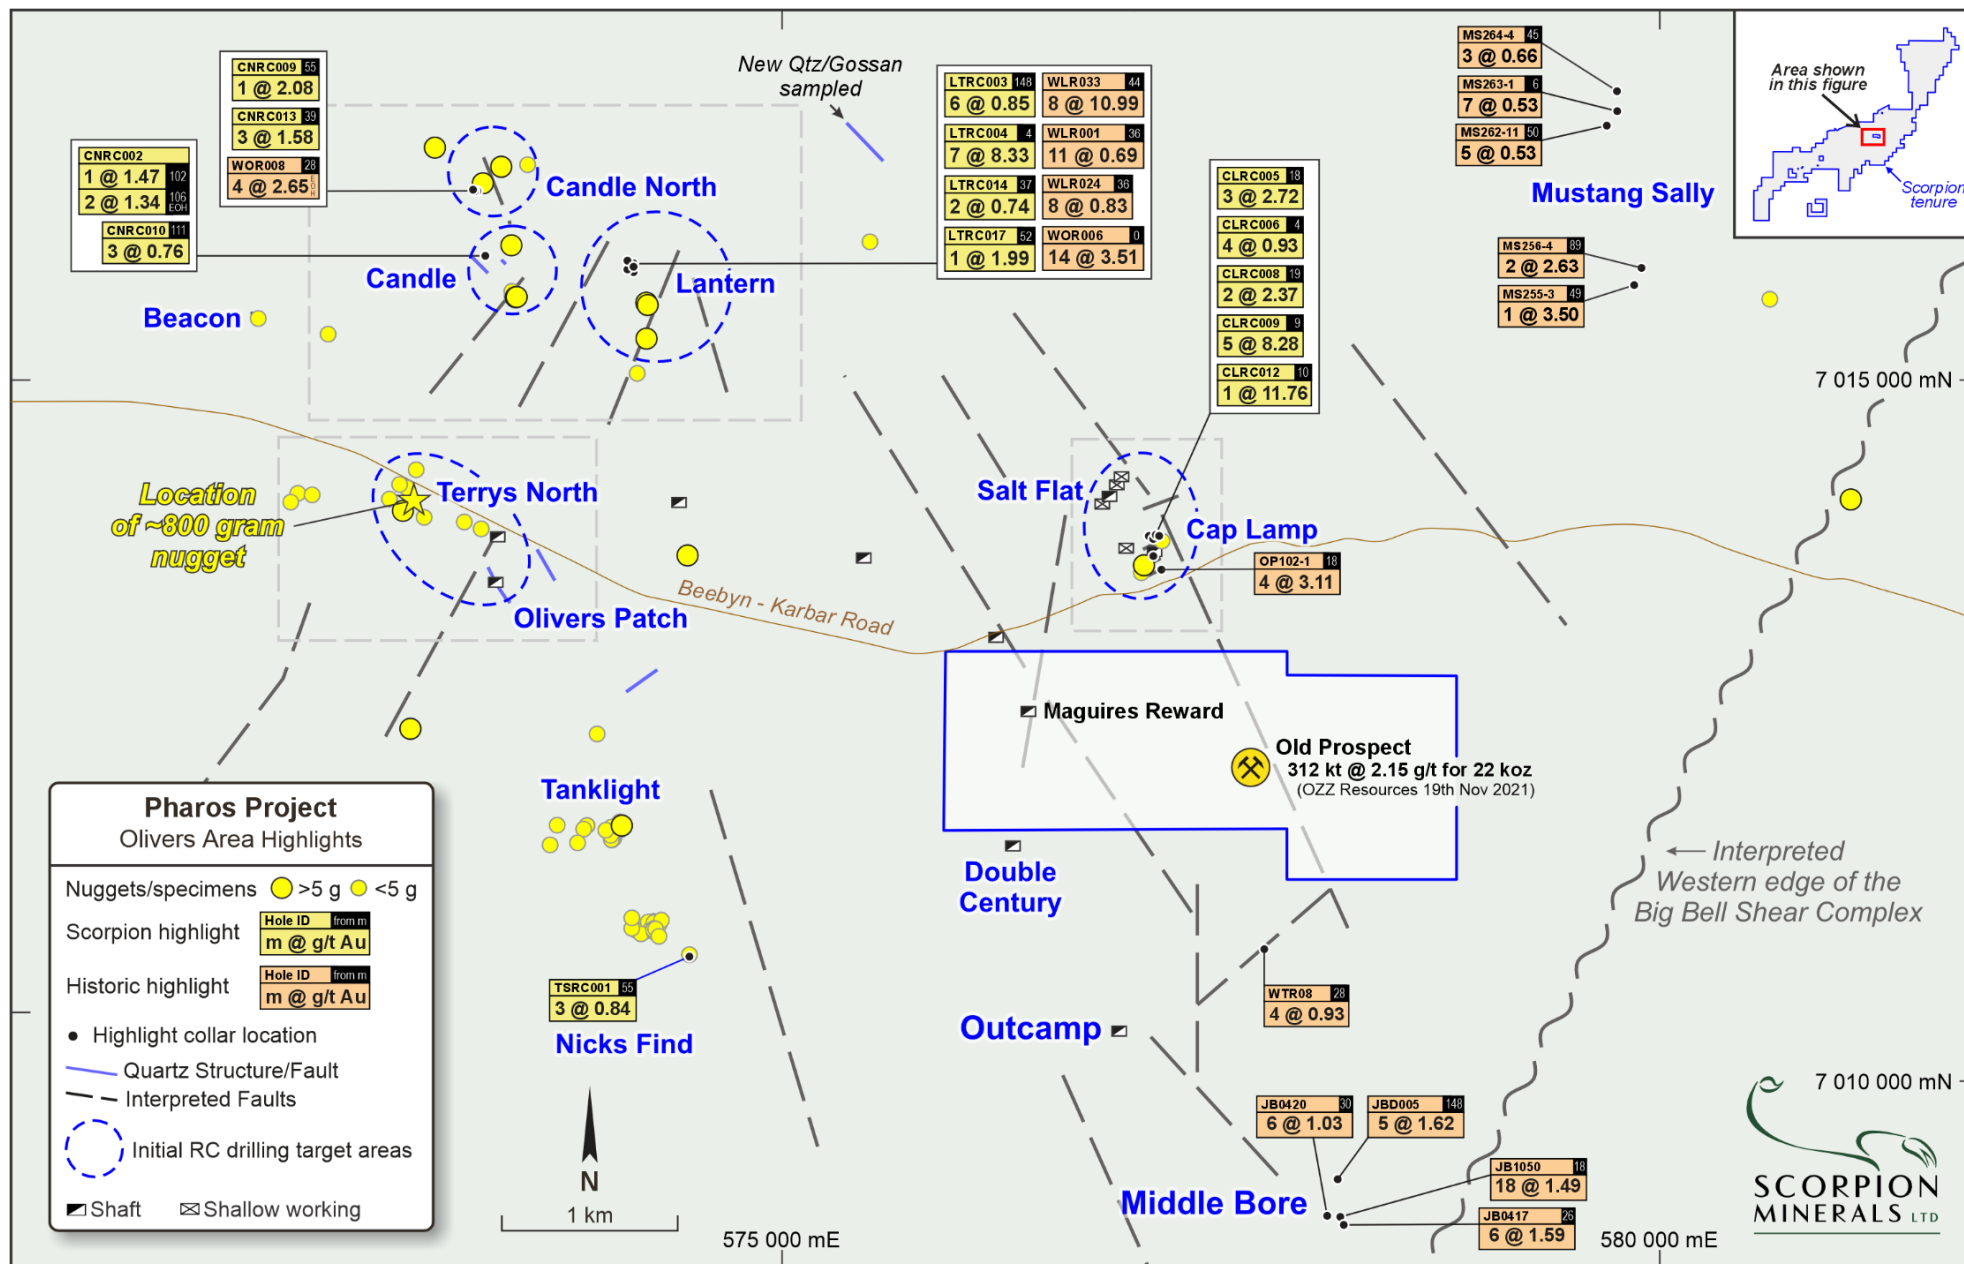 CNRC009 55
1 @ 2.08
CNRC013 39
3 @ 1.58
WOR008 28
4 @ 2.65 EOH
CNRC002
1 @ 1.47 102
2 @ 1.34 106 EOH
CNRC010 111
3 @ 0.76
New Qtz/Gossan
sampled
LTRC003 148
6 @ 0.85
LTRC004 4
7 @ 8.33
LTRC014 37
2 @ 0.74
LTRC017 52
1 @ 1.99
WLR033 44
8 @ 10.99
WLR001 36
11 @ 0.69
WLR024 36
8 @ 0.83
WOR006 0
14 @ 3.51
CLRC005 18
3 @ 2.72
CLRC006 4
4 @ 0.93
CLRC008 19
2 @ 2.37
CLRC009 9
5 @ 8.28
CLRC012 10
1 @ 11.76
MS264-4 45
3 @ 0.66
MS263-1 6
7 @ 0.53
MS262-11 50
5 @ 0.53
Mustang Sally
MS256-4 89
2 @ 2.63
MS255-3 49
1 @ 3.50
Area shown
in this figure
Scorpion
tenure
Candle North
Candle
Lantern
Beacon
7 015 000 mN
Location
of ~800 gram
nugget
Terrys North
Olivers Patch
Beebyn - Karbar Road
Salt Flat
Cap Lamp
OP102-1 18
4 @ 3.11
Maguires Reward
Old Prospect
312 kt @ 2.15 g/t for 22 koz
(OZZ Resources 19th Nov 2021)
Tanklight
Double
Century
Interpreted
Western edge of the
Big Bell Shear Complex
TSRC001 55
3 @ 0.84
Nicks Find
WTR08 28
4 @ 0.93
Outcamp
7 010 000 mN
JB0420 30
6 @ 1.03
JBD005 148
5 @ 1.62
JB1050 18
18 @ 1.49
JB0417 26
6 @ 1.59
Middle Bore
N
1 km
575 000 mE
580 000 mE
SCORPION
MINERALS LTD
Pharos Project
Olivers Area Highlights
Nuggets/specimens >5 g <5 g
Scorpion highlight
Hole ID from m
m @ g/t Au
Historic highlight
Hole ID from m
m @ g/t Au
Highlight collar location
Quartz Structure/Fault
Interpreted Faults
Initial RC drilling target areas
Shaft
Shallow working